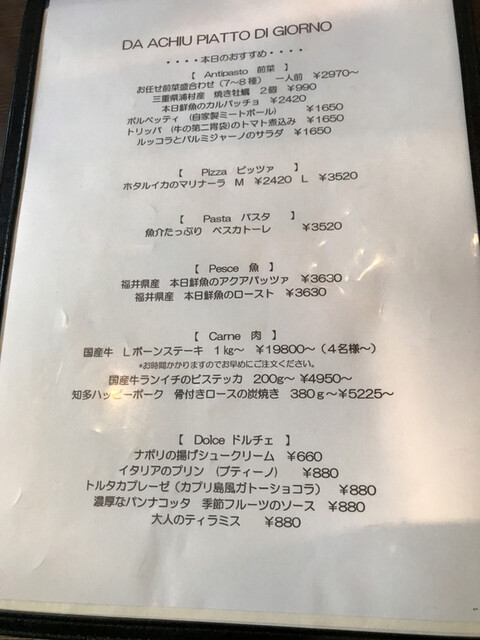 DA ACHIU PIATTO DI GIORNO
・・・・本日のおすすめ・・・・
【 Antipasto 前菜 】
お任せ前菜盛合わせ（7～8種） 一人前 ¥2970～
三重県浦村産 焼き牡蠣 2個 ¥990
本日鮮魚のカルパッチョ ¥2420
ポルペッティ （自家製ミートボール） ¥1650
トリッパ （牛の第二胃袋)のトマト煮込み ¥1650
ルッコラとパルミジャーノのサラダ ¥1650
【 Pizza ピッツァ 】
ホタルイカのマリナーラ M ¥2420 L ¥3520
【 Pasta パスタ 】
魚介たっぷり ペスカトーレ ¥3520
【 Pesce 魚 】
福井県産 本日鮮魚のアクアパッツァ ¥3630
福井県産 本日鮮魚のロースト ¥3630
【 Carne 肉 】
国産牛 Lボーンステーキ 1㎏～ ¥19800～（4名様～）
*お時間かかりますのでお早めにご注文ください。
国産牛ランイチのビステッカ 200g～ ¥4950～
知多ハッピーポーク 骨付きロースの炭焼き 380g～¥5225～
【 Dolce ドルチェ 】
ナポリの揚げシュークリーム ¥660
イタリアのプリン （ブティーノ） ¥880
トルタカプレーゼ（カプリ島風ガトーショコラ） ¥880
濃厚なパンナコッタ 季節フルーツのソース ¥880
大人のティラミス ¥880